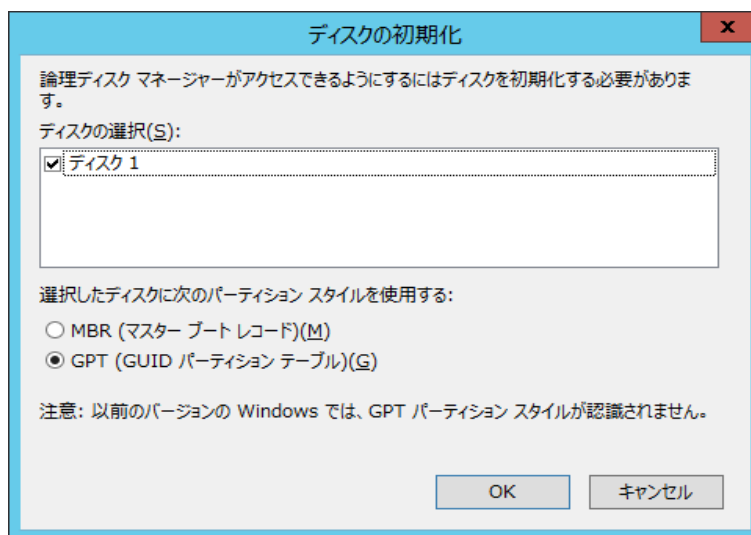 ディスクの初期化
論理ディスク マネージャーがアクセスできるようにするにはディスクを初期化する必要がありま
す。
ディスクの選択(S):
ディスク 1
選択したディスクに次のパーティション スタイルを使用する:
MBR (マスター ブート レコード)(M)
GPT (GUID パーティション テーブル)(G)
注意: 以前のバージョンの Windows では、GPT パーティション スタイルが認識されません。
OK キャンセル